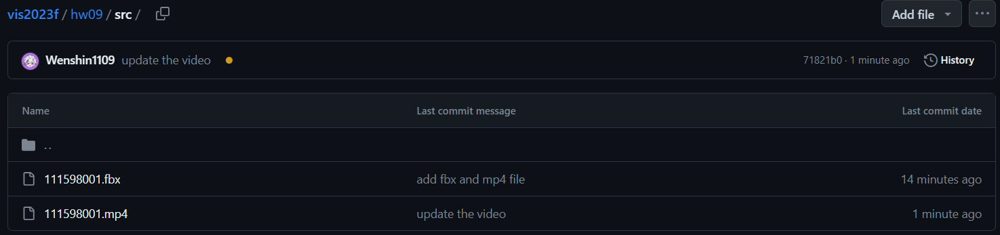 vis2023f / hw09 / src / Add file
Wenshin1109 update the video 71821b0 · 1 minute ago History
Name Last commit message Last commit date
..
111598001.fbx add fbx and mp4 file 14 minutes ago
111598001.mp4 update the video 1 minute ago